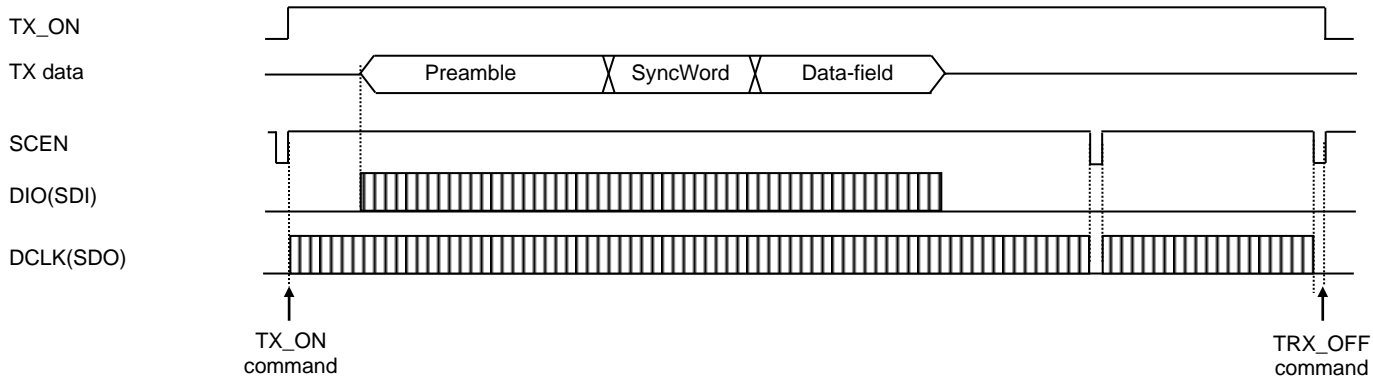 TX_ON
TX data
Preamble
SyncWord
Data-field
SCEN
DIO(SDI)
DCLK(SDO)
TX_ON
command
TRX_OFF
command